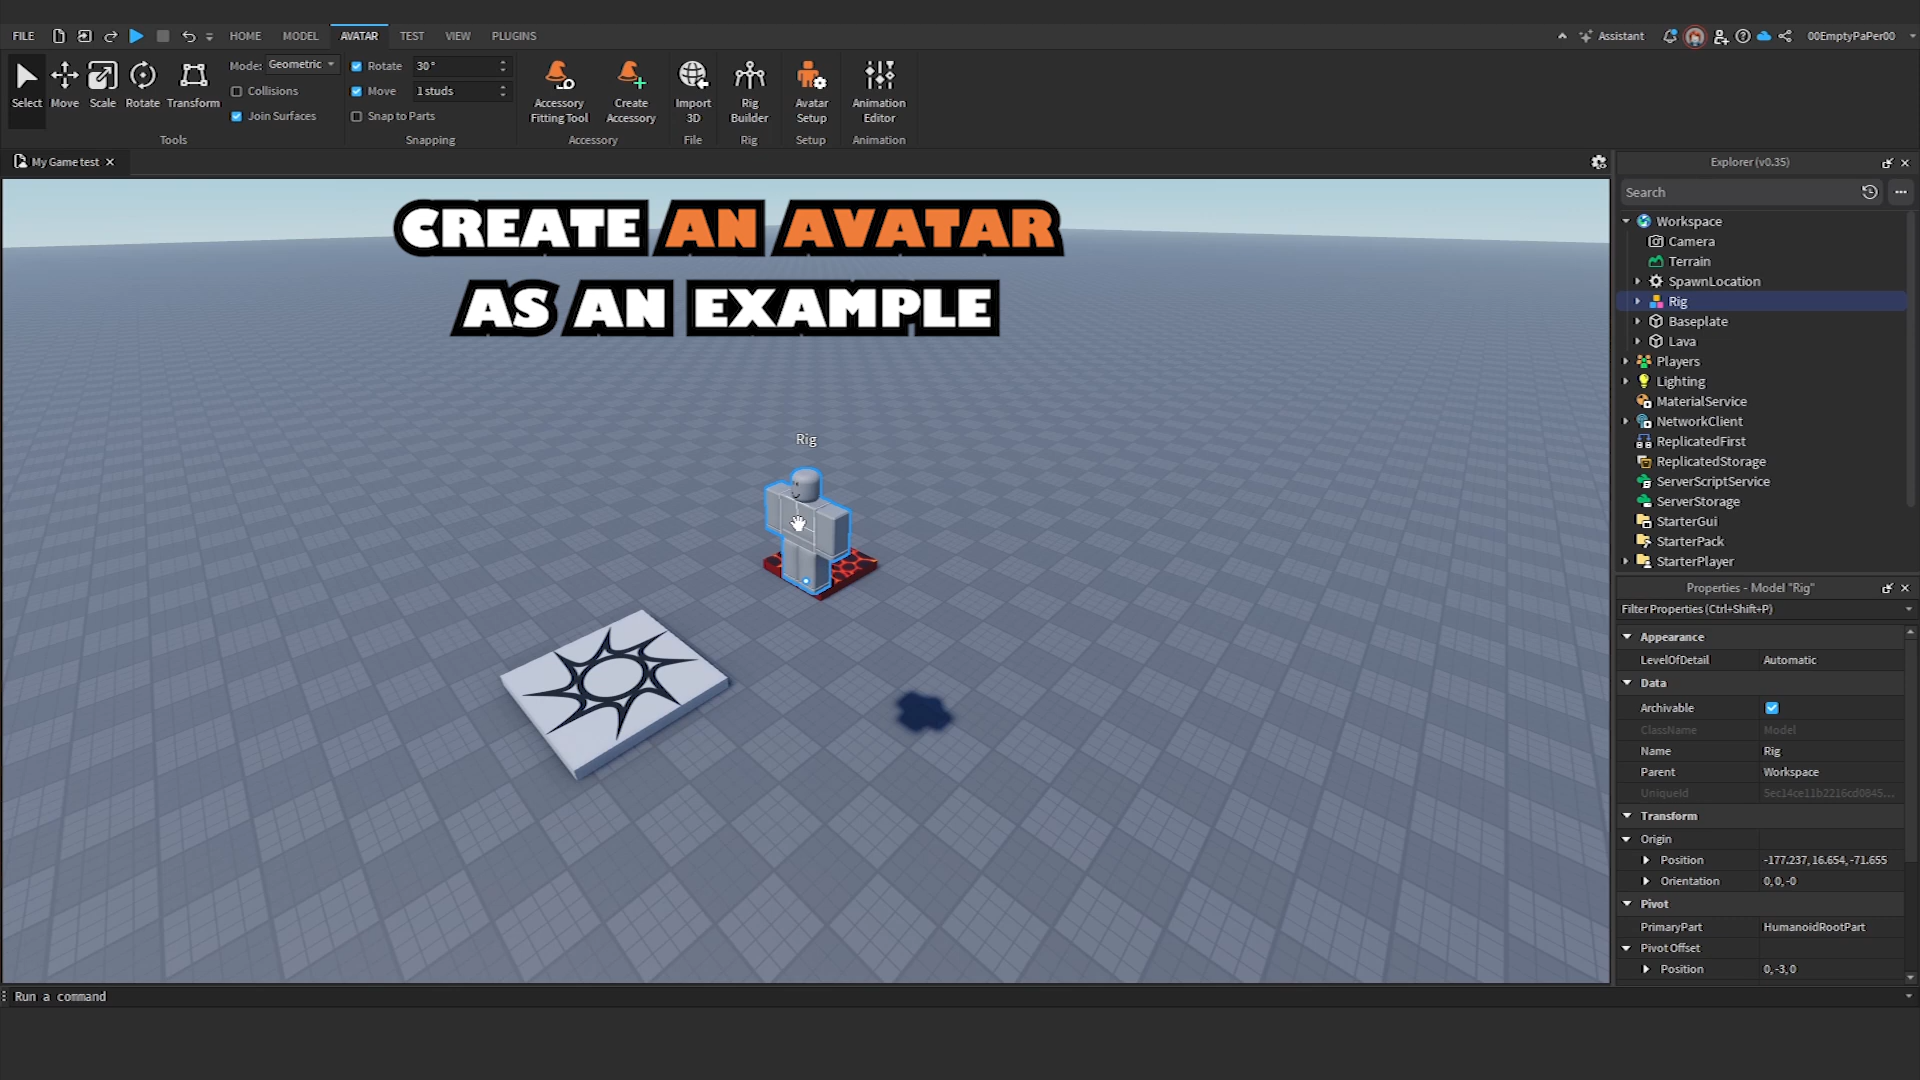 FILE HOME MODEL AVATAR TEST VIEW PLUGINS Assistant 00EmptyPaPer00
Select Move Scale Rotate Transform
Mode: Geometric
Collisions
Join Surfaces
Tools
Rotate 30°
Move 1 studs
Snap to Parts
Snapping
Accessory
Fitting Tool
Create
Accessory
Accessory
Import
3D
File
Rig
Builder
Rig
Avatar
Setup
Setup
Animation
Editor
Animation
My Game test
CREATE AN AVATAR
AS AN EXAMPLE
Rig
Explorer (v0.35)
Search
Workspace
Camera
Terrain
SpawnLocation
Rig
Baseplate
Lava
Players
Lighting
MaterialService
NetworkClient
ReplicatedFirst
ReplicatedStorage
ServerScriptService
ServerStorage
StarterGui
StarterPack
StarterPlayer
Properties - Model "Rig"
Filter Properties (Ctrl+Shift+P)
Appearance
LevelOfDetail Automatic
Data
Archivable
ClassName Model
Name Rig
Parent Workspace
UniqueId 5ec14ce11b2216cd0845...
Transform
Origin
Position -177.237, 16.654, -71.655
Orientation 0, 0, -0
Pivot
PrimaryPart HumanoidRootPart
Pivot Offset
Position 0, -3, 0
Run a command